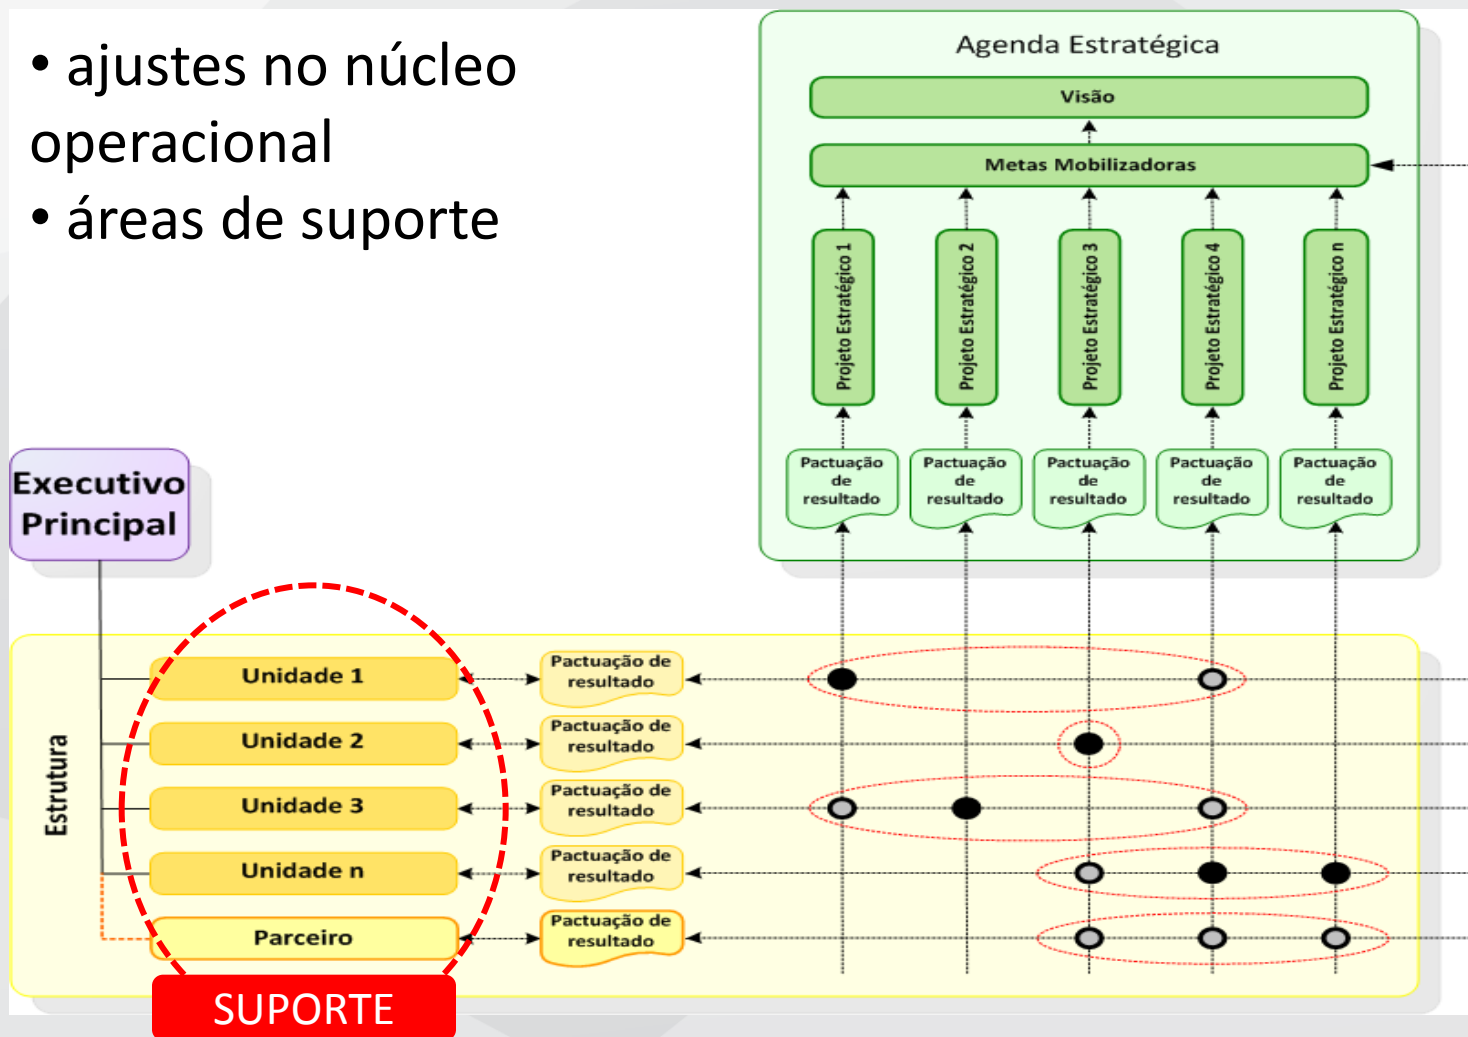 • ajustes no núcleo
operacional
• áreas de suporte
Agenda Estratégica
Visão
Metas Mobilizadoras
Projeto Estratégico 1
Projeto Estratégico 2
Projeto Estratégico 3
Projeto Estratégico 4
Projeto Estratégico n
Pactuação
de
resultado
Pactuação
de
resultado
Pactuação
de
resultado
Pactuação
de
resultado
Pactuação
de
resultado
Executivo
Principal
Estrutura
Unidade 1
Pactuação de
resultado
Unidade 2
Pactuação de
resultado
Unidade 3
Pactuação de
resultado
Unidade n
Pactuação de
resultado
Parceiro
Pactuação de
resultado
SUPORTE